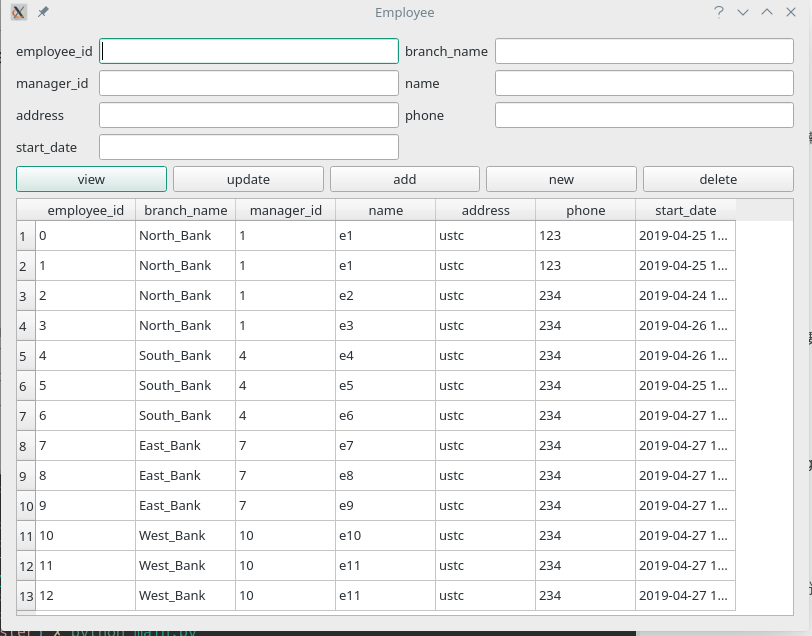 Employee
employee_id branch_name
manager_id name
address phone
start_date
view update add new delete
employee_id branch_name manager_id name address phone start_date
1 0 North_Bank 1 e1 ustc 123 2019-04-25 1...
2 1 North_Bank 1 e1 ustc 123 2019-04-25 1...
3 2 North_Bank 1 e2 ustc 234 2019-04-24 1...
4 3 North_Bank 1 e3 ustc 234 2019-04-26 1...
5 4 South_Bank 4 e4 ustc 234 2019-04-26 1...
6 5 South_Bank 4 e5 ustc 234 2019-04-25 1...
7 6 South_Bank 4 e6 ustc 234 2019-04-27 1...
8 7 East_Bank 7 e7 ustc 234 2019-04-27 1...
9 8 East_Bank 7 e8 ustc 234 2019-04-27 1...
10 9 East_Bank 7 e9 ustc 234 2019-04-27 1...
11 10 West_Bank 10 e10 ustc 234 2019-04-27 1...
12 11 West_Bank 10 e11 ustc 234 2019-04-27 1...
13 12 West_Bank 10 e11 ustc 234 2019-04-27 1...
python main.py